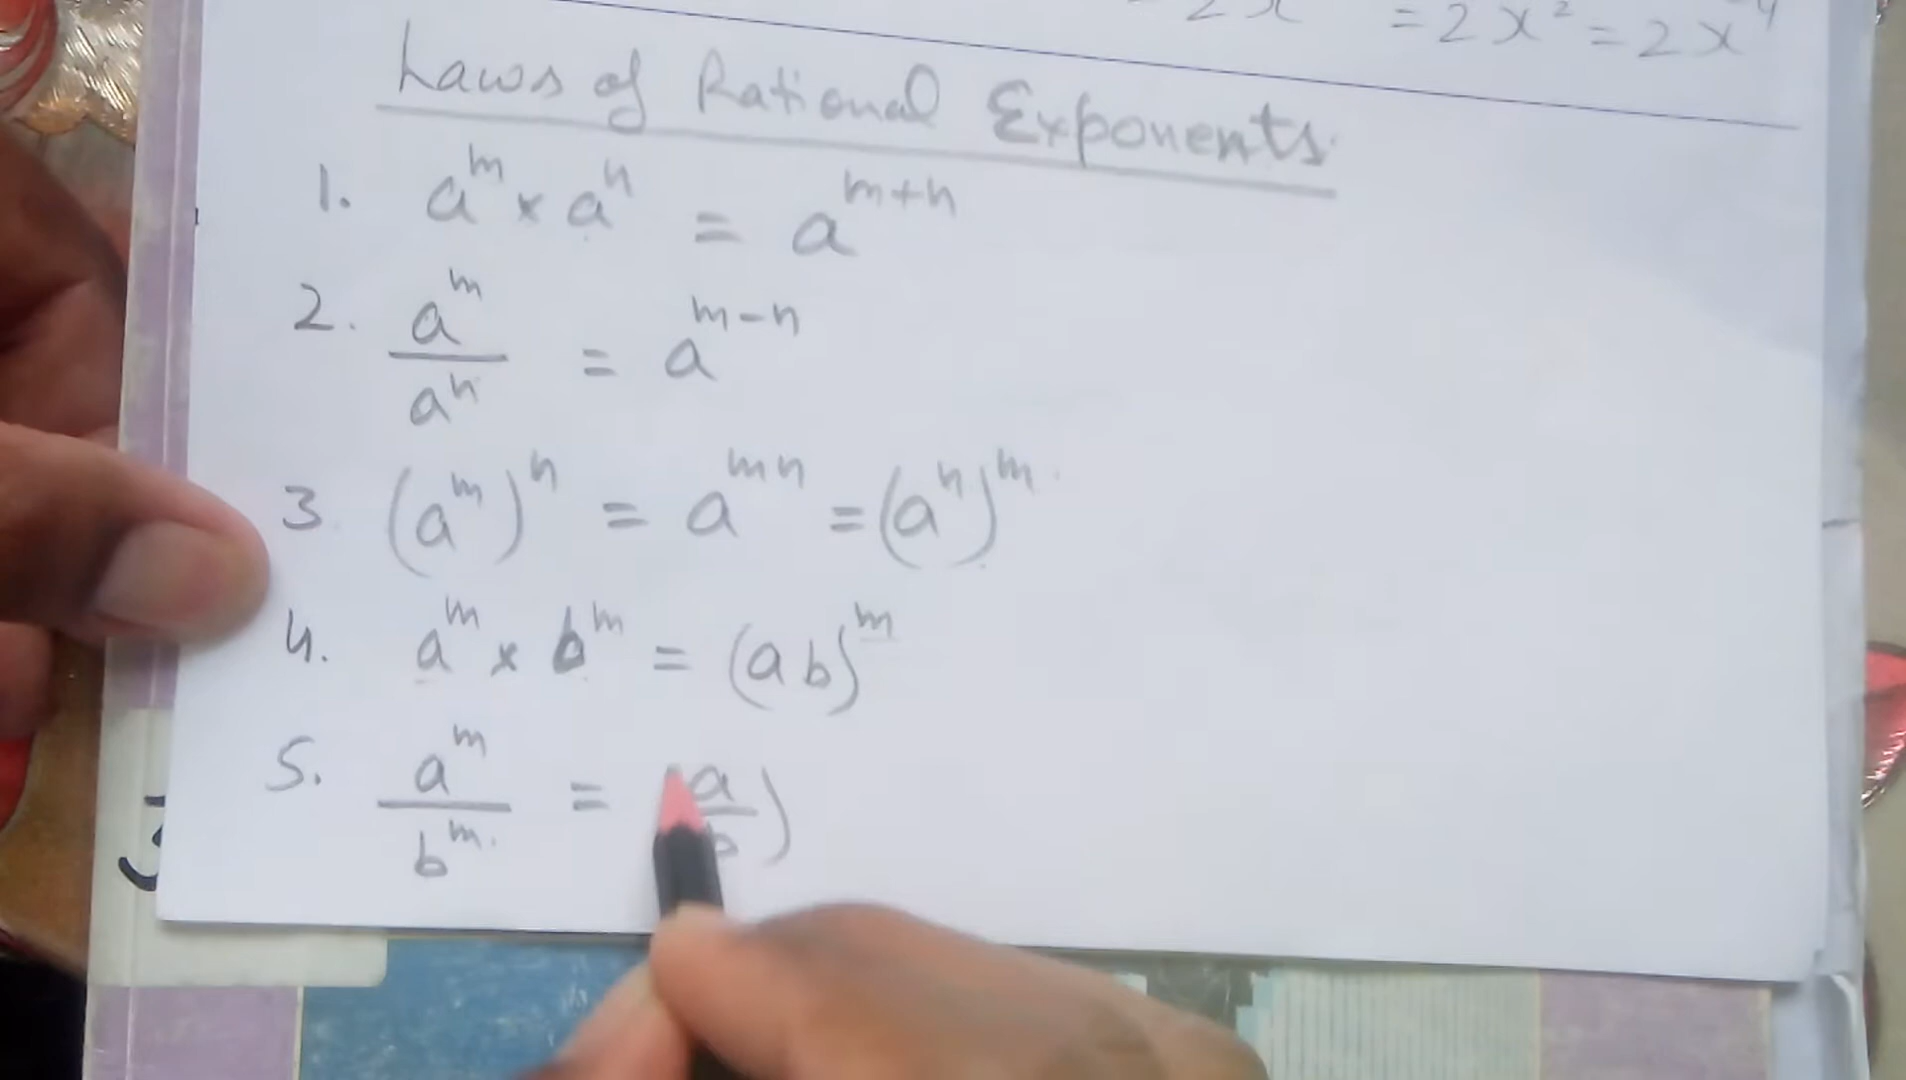 = 2x² = 2x⁴
Laws of Rational Exponents
1. aᵐ × aⁿ = aᵐ⁺ⁿ
2. aᵐ/aⁿ = aᵐ⁻ⁿ
3 (aᵐ)ⁿ = aᵐⁿ = (aⁿ)ᵐ
4. aᵐ × bᵐ = (ab)ᵐ
5. aᵐ/bᵐ = (a/b)